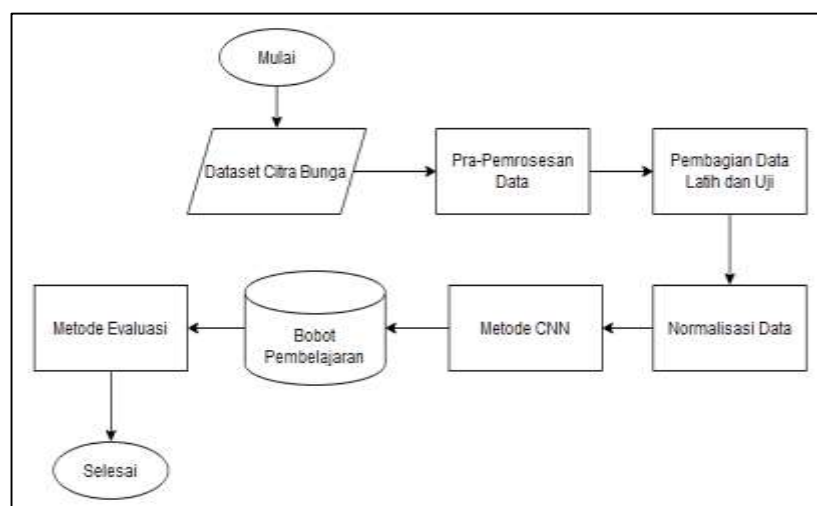 Mulai
Dataset Citra Bunga
Pra-Pemrosesan
Data
Pembagian Data
Latih dan Uji
Normalisasi Data
Metode CNN
Bobot
Pembelajaran
Metode Evaluasi
Selesai